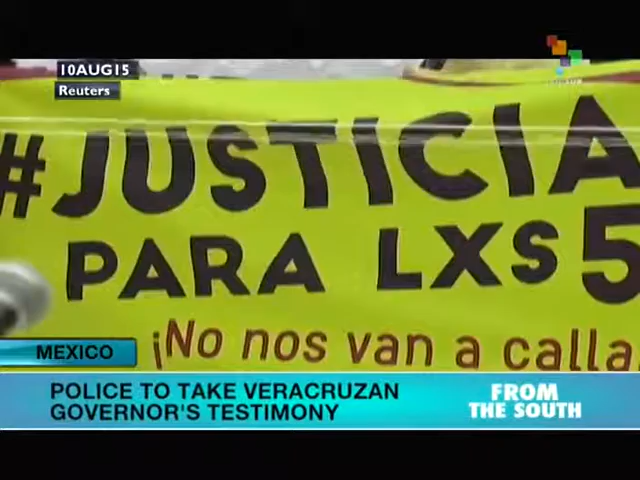 10AUG15
Reuters
#JUSTICIA
PARA LXS 5
¡No nos van a calla
MEXICO
POLICE TO TAKE VERACRUZAN
GOVERNOR'S TESTIMONY
FROM
THE SOUTH